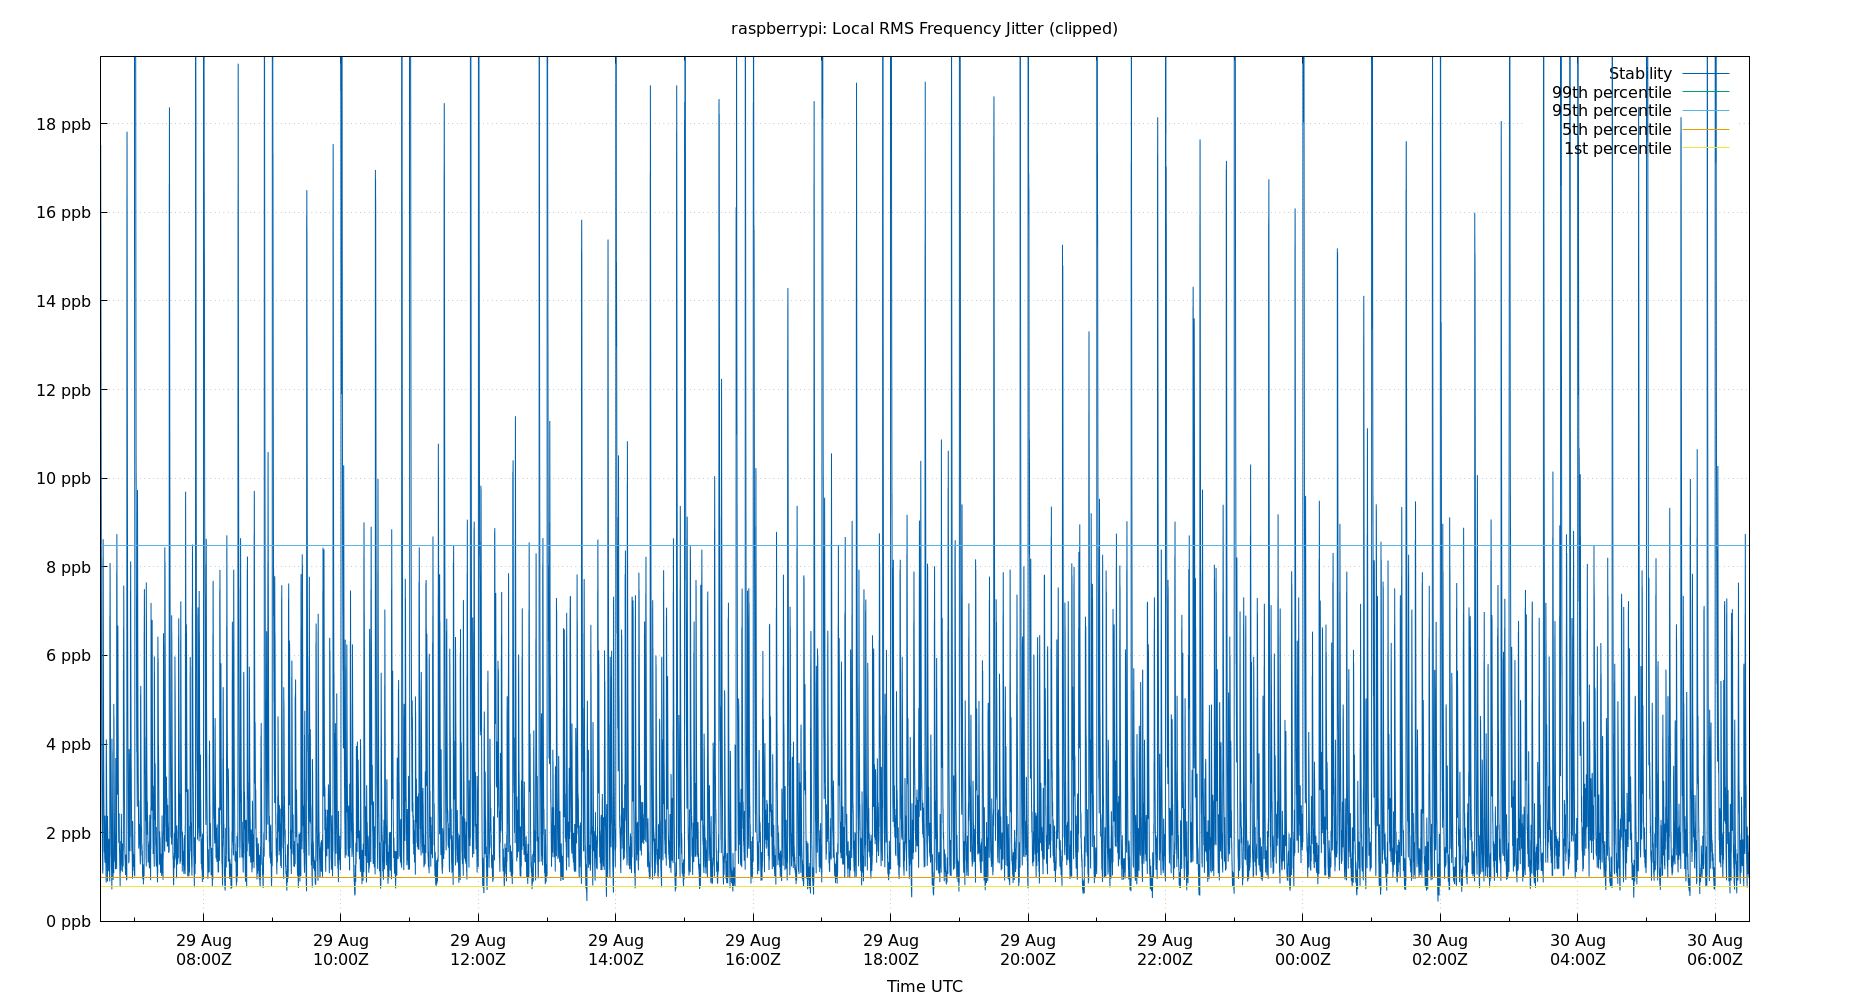 raspberrypi: Local RMS Frequency Jitter (clipped)
Stability
99th percentile
95th percentile
5th percentile
1st percentile
18 ppb
16 ppb
14 ppb
12 ppb
10 ppb
8 ppb
6 ppb
4 ppb
2 ppb
0 ppb
29 Aug 29 Aug 29 Aug 29 Aug 29 Aug 29 Aug 29 Aug 29 Aug 30 Aug 30 Aug 30 Aug 30 Aug
08:00Z 10:00Z 12:00Z 14:00Z 16:00Z 18:00Z 20:00Z 22:00Z 00:00Z 02:00Z 04:00Z 06:00Z
Time UTC